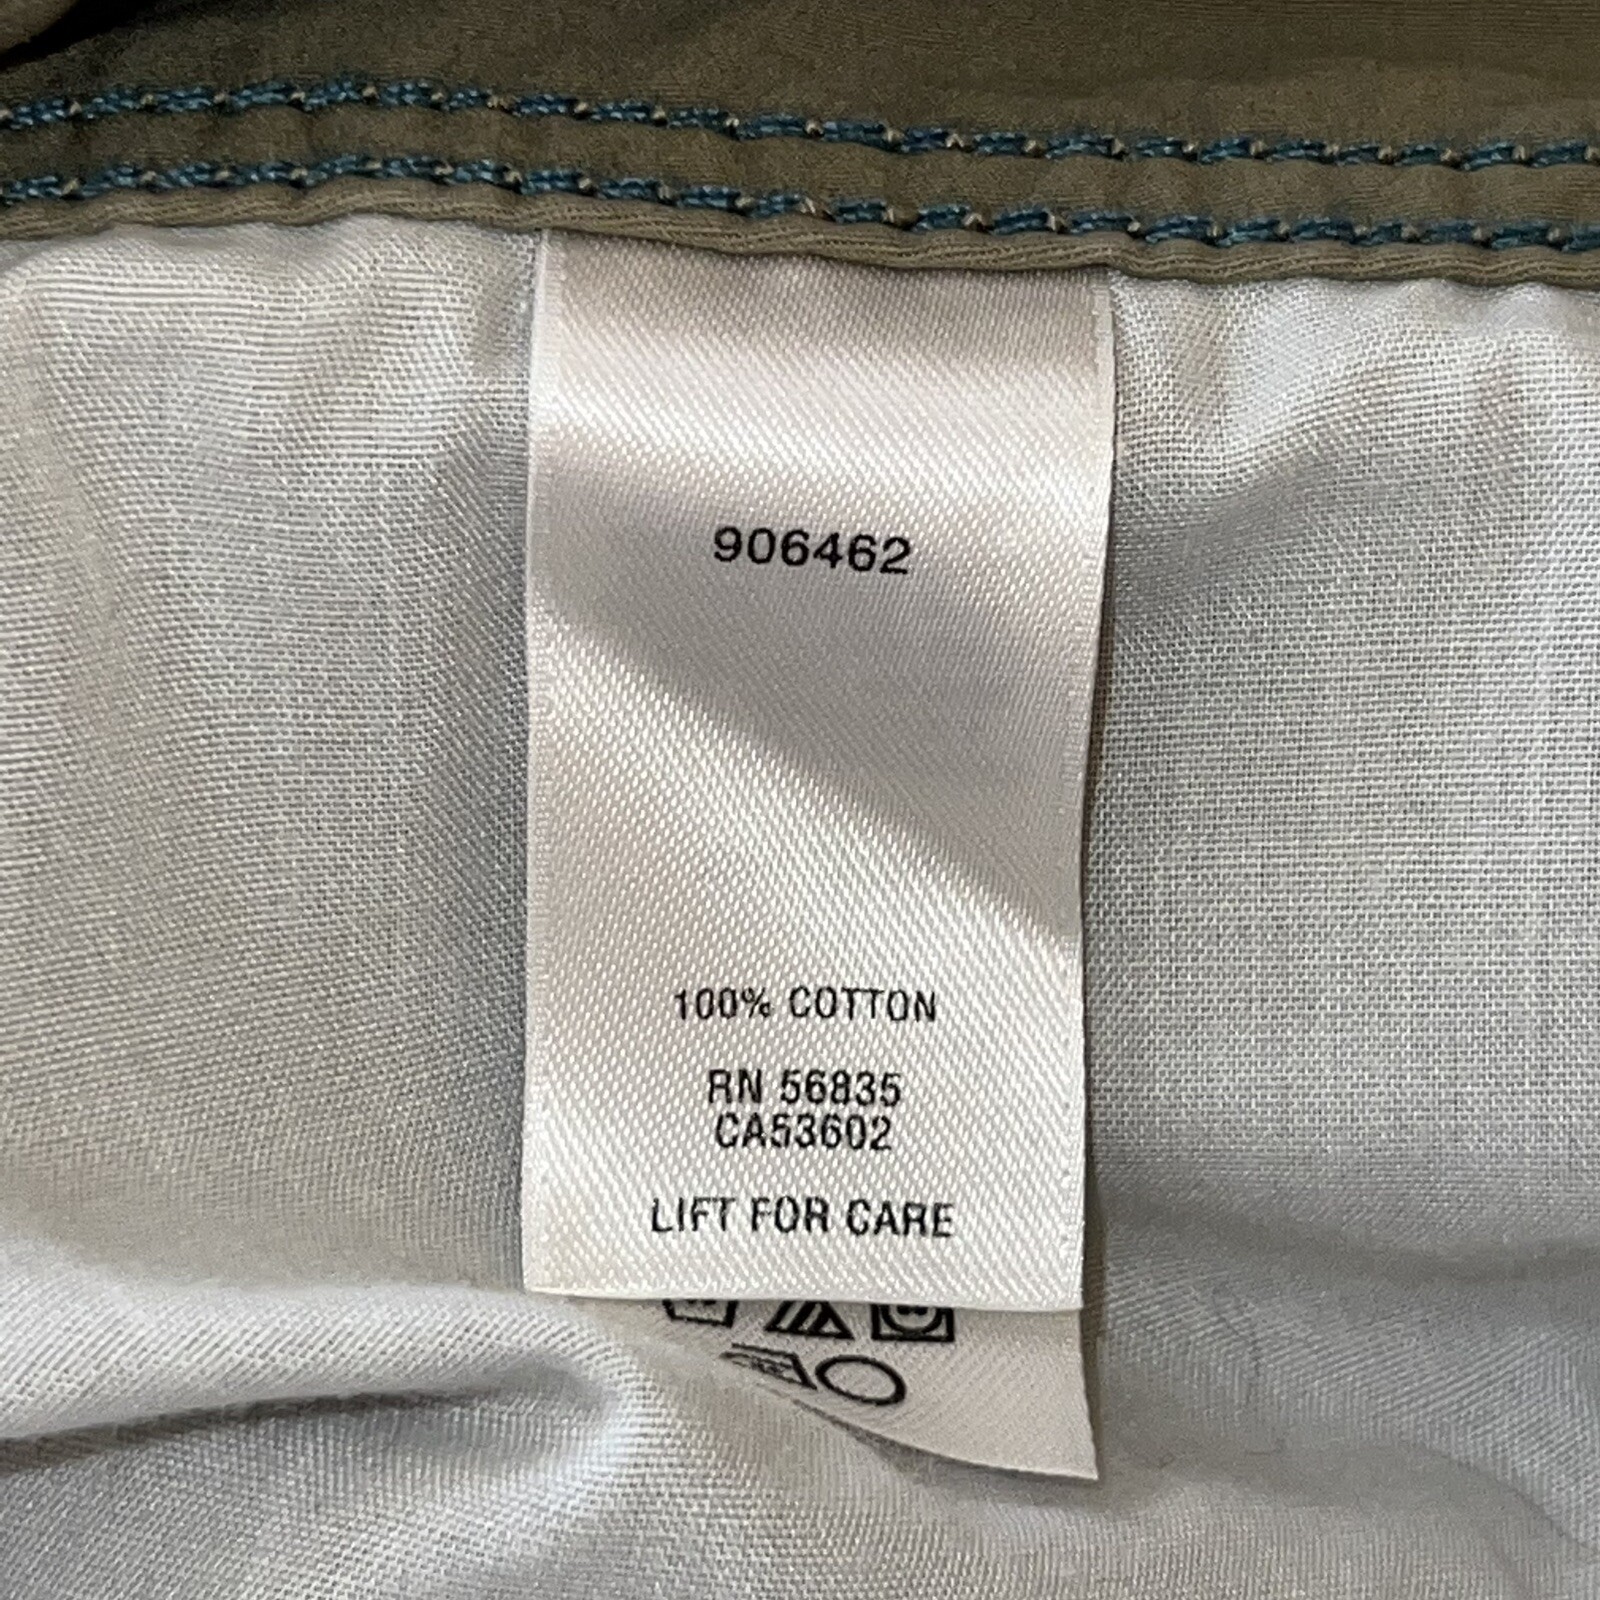 906462
100% COTTON
RN 56835
CA53602
LIFT FOR CARE